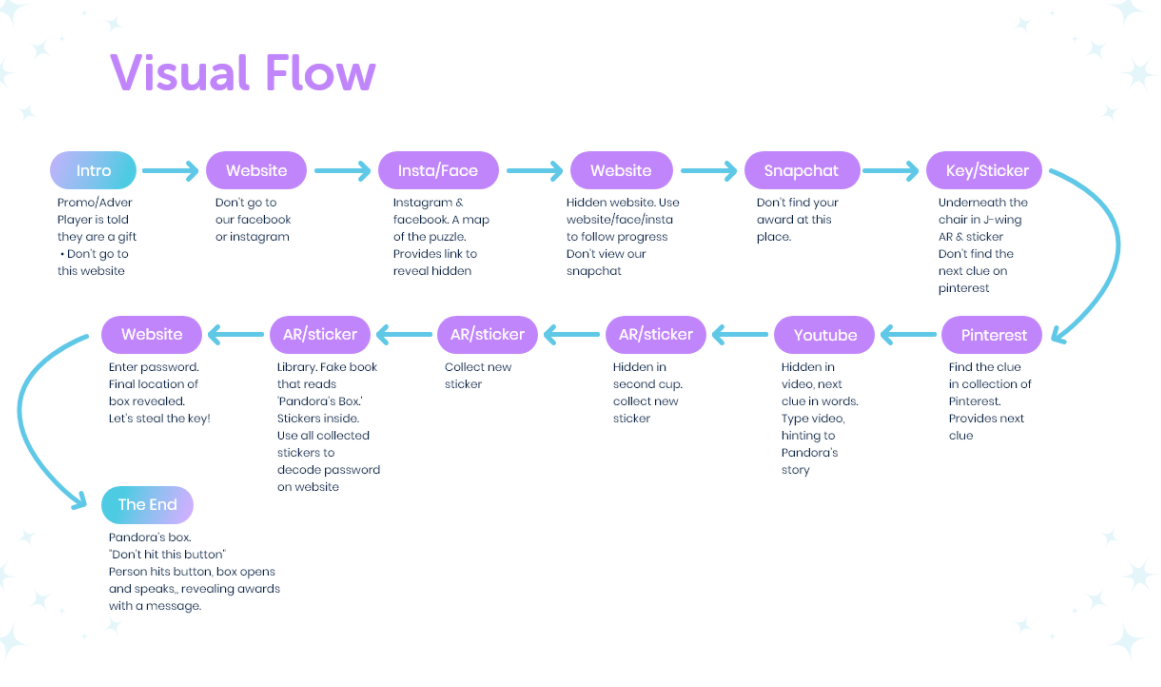 Visual Flow
Intro
Promo/Adver
Player is told
they are a gift
• Don't go to
this website
Website
Don't go to
our facebook
or instagram
Insta/Face
Instagram &
facebook. A map
of the puzzle.
Provides link to
reveal hidden
Website
Hidden website. Use
website/face/insta
to follow progress
Don't view our
snapchat
Snapchat
Don't find your
award at this
place.
Key/Sticker
Underneath the
chair in J-wing
AR & sticker
Don't find the
next clue on
pinterest
Pinterest
Find the clue
in collection of
Pinterest.
Provides next
clue
Youtube
Hidden in
video, next
clue in words.
Type video,
hinting to
Pandora's
story
AR/sticker
Hidden in
second cup.
collect new
sticker
AR/sticker
Collect new
sticker
AR/sticker
Library. Fake book
that reads
'Pandora's Box.'
Stickers inside.
Use all collected
stickers to
decode password
on website
Website
Enter password.
Final location of
box revealed.
Let's steal the key!
The End
Pandora's box.
"Don't hit this button"
Person hits button, box opens
and speaks,, revealing awards
with a message.